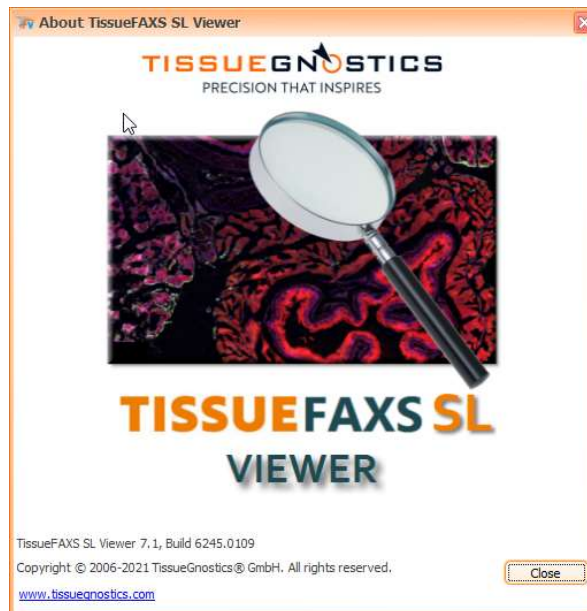 About TissueFAXS SL Viewer
TISSUEGNOSTICS
PRECISION THAT INSPIRES
TISSUEFAXS SL
VIEWER
TissueFAXS SL Viewer 7.1, Build 6245.0109
Copyright © 2006-2021 TissueGnostics® GmbH. All rights reserved.
Close
www.tissuegnostics.com